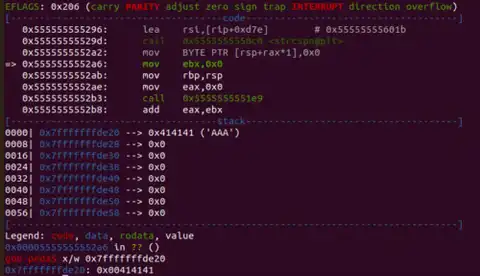 EFLAGS: 0x206 (carry PARITY adjust zero sign trap INTERRUPT direction overflow)
[-------------------------------------code-------------------------------------]
0x555555555296: lea rsi,[rip+0xd7e] # 0x55555555601b
0x55555555529d: call <strcspn@plt>
0x5555555552a2: mov BYTE PTR [rsp+rax*1],0x0
=> 0x5555555552a6: mov ebx,0x0
0x5555555552ab: mov rbp,rsp
0x5555555552ae: mov eax,0x0
0x5555555552b3: call 0x5555555551e9
0x5555555552b8: add eax,ebx
[------------------------------------stack-------------------------------------]
0000| 0x7fffffffde20 --> 0x414141 ('AAA')
0008| 0x7fffffffde28 --> 0x0
0016| 0x7fffffffde30 --> 0x0
0024| 0x7fffffffde38 --> 0x0
0032| 0x7fffffffde40 --> 0x0
0040| 0x7fffffffde48 --> 0x0
0048| 0x7fffffffde50 --> 0x0
0056| 0x7fffffffde58 --> 0x0
[------------------------------------------------------------------------------]
Legend: code, data, rodata, value
0x00005555555552a6 in ?? ()
gdb-peda$ x/w 0x7fffffffde20
0x7fffffffde20: 0x00414141